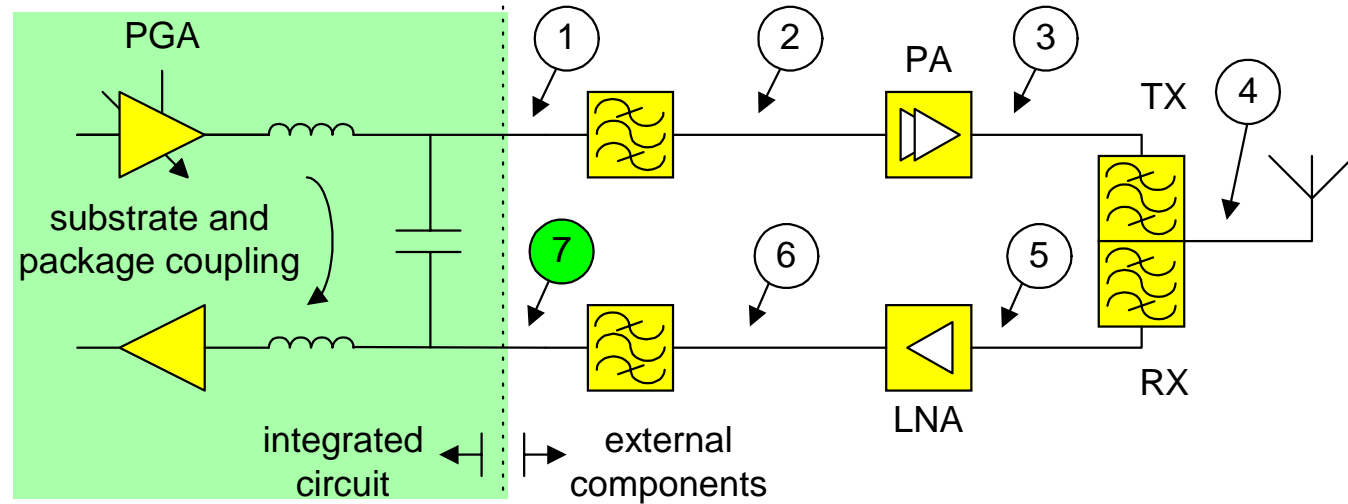 PGA
1
2
PA
3
TX
4
substrate and
package coupling
7
6
5
LNA
RX
integrated
circuit
external
components